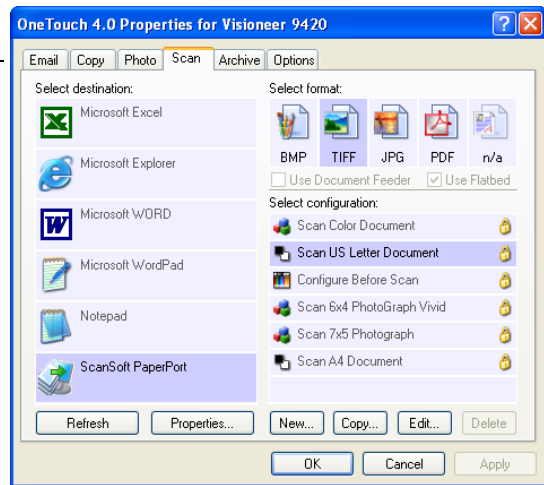 OneTouch 4.0 Properties for Visioneer 9420
Email Copy Photo Scan Archive Options
Select destination:
Microsoft Excel
Microsoft Explorer
Microsoft WORD
Microsoft WordPad
Notepad
ScanSoft PaperPort
Refresh Properties...
Select format:
BMP TIFF JPG PDF n/a
Use Document Feeder Use Flatbed
Select configuration:
Scan Color Document
Scan US Letter Document
Configure Before Scan
Scan 6x4 PhotoGraph Vivid
Scan 7x5 Photograph
Scan A4 Document
New... Copy... Edit... Delete
OK Cancel Apply